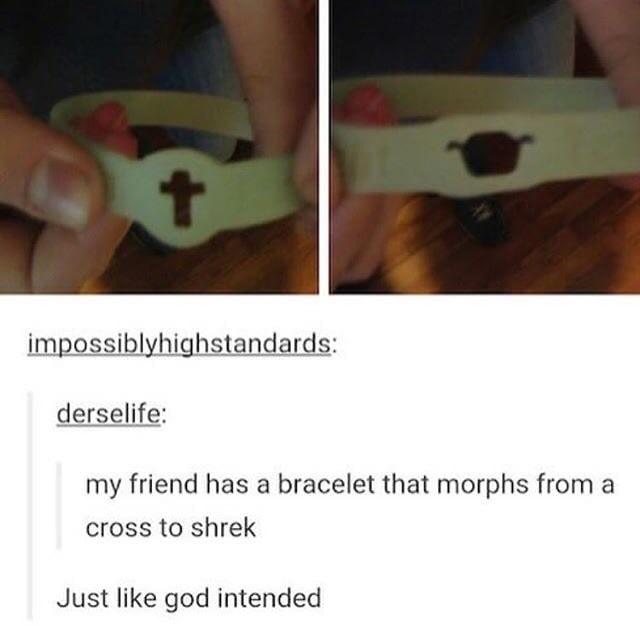 impossiblyhighstandards:
derselife:
my friend has a bracelet that morphs from a
cross to shrek
Just like god intended